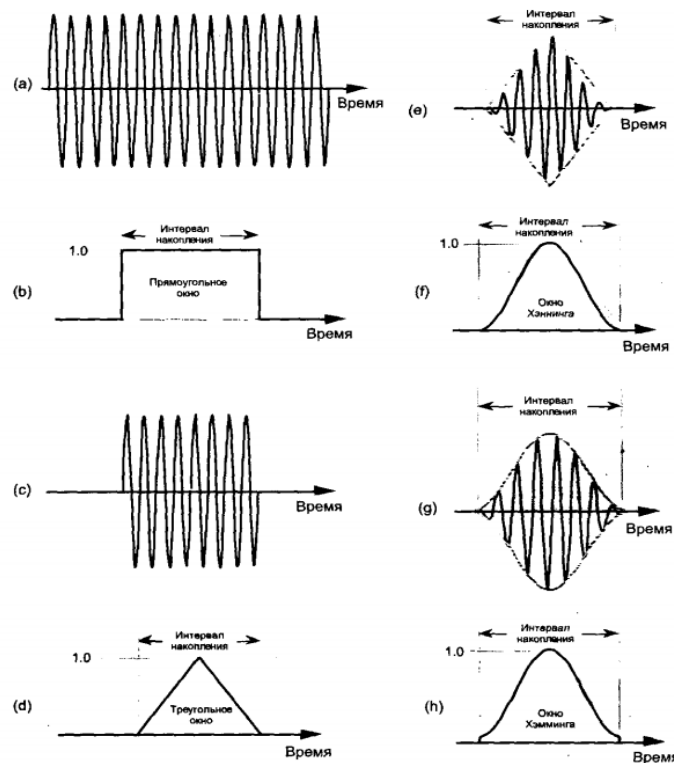 (a)
Время
Интервал
накопления
1.0
(b)
Прямоугольное
окно
Время
(c)
Время
Интервал
накопления
1.0
(d)
Треугольное
окно
Время
Интервал
накопления
(e)
Время
Интервал
накопления
1.0
(f)
Окно
Хэннинга
Время
Интервал
накопления
(g)
Время
Интервал
накопления
1.0
(h)
Окно
Хэмминга
Время